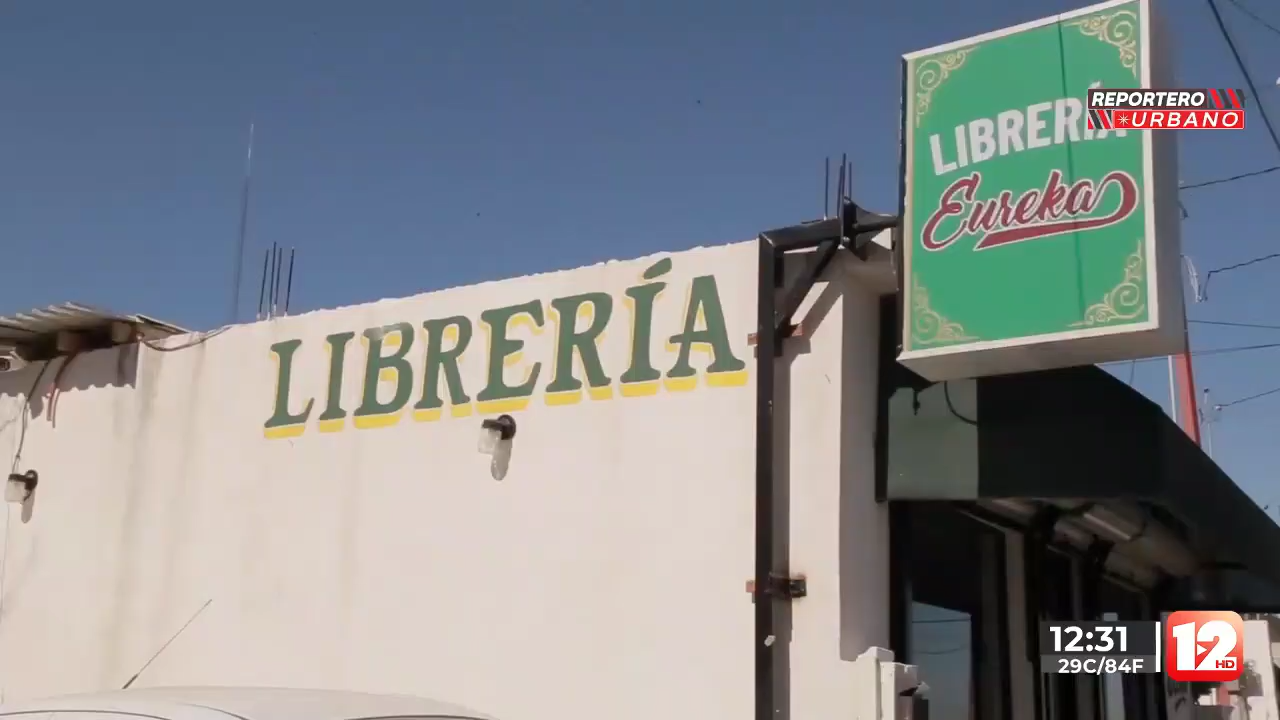 REPORTERO
URBANO
LIBRERÍA
Eureka
LIBRERÍA
12:31
29C/84F
12
HD